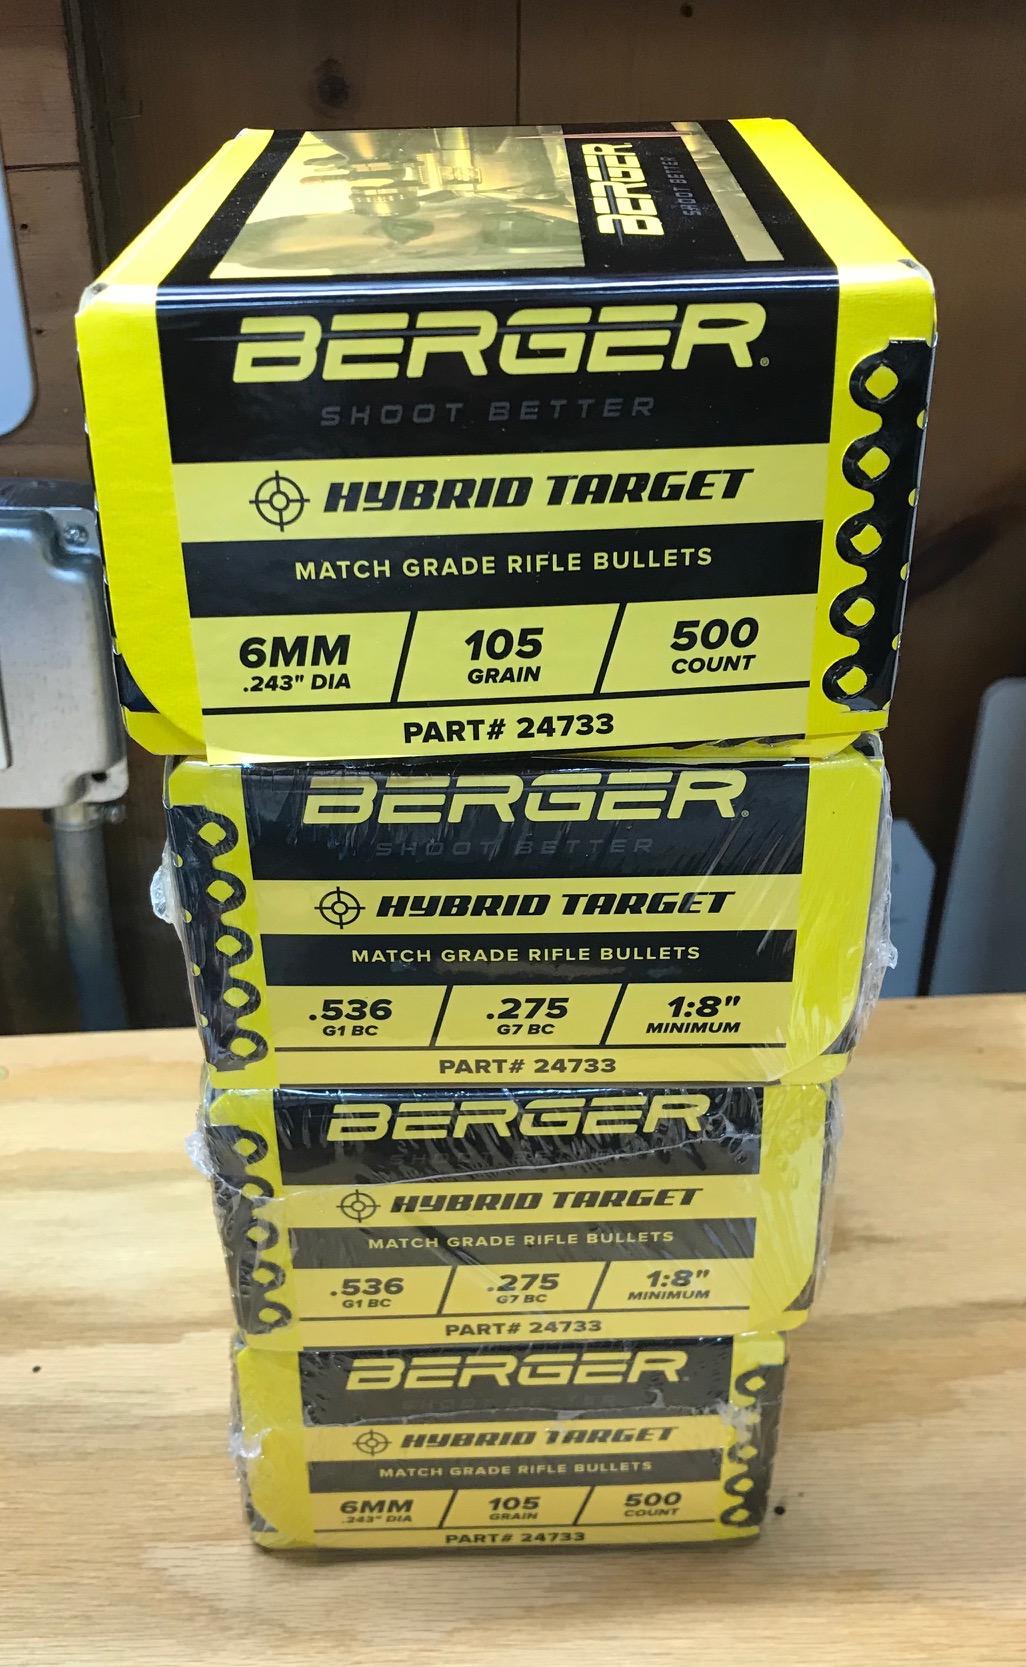 BERGER
SHOOT BETTER
BERGER®
SHOOT BETTER
HYBRID TARGET
MATCH GRADE RIFLE BULLETS
6MM 105 500
.243" DIA GRAIN COUNT
PART# 24733
BERGER®
SHOOT BETTER
HYBRID TARGET
MATCH GRADE RIFLE BULLETS
.536 .275 1:8"
G1 BC G7 BC MINIMUM
PART# 24733
BERGER
HYBRID TARGET
MATCH GRADE RIFLE BULLETS
.536 .275 1:8"
G1 BC G7 BC MINIMUM
PART# 24733
BERGER
HYBRID TARGET
MATCH GRADE RIFLE BULLETS
6MM 105 500
.243" DIA GRAIN COUNT
PART# 24733